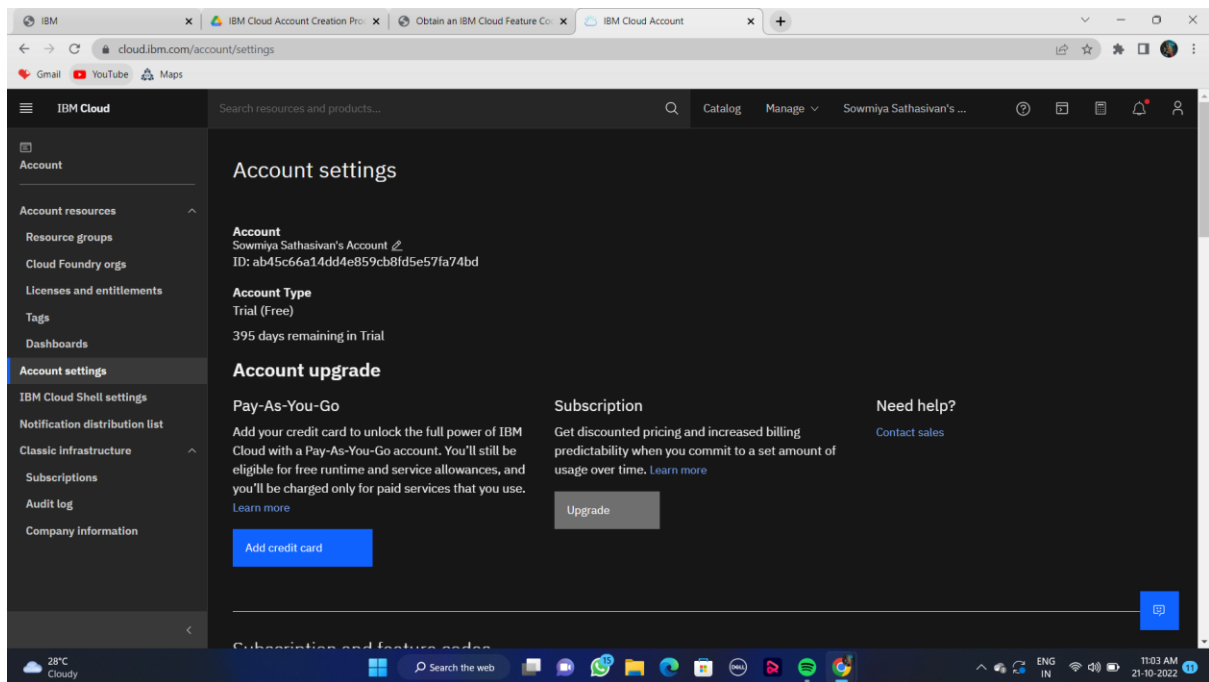 IBM
IBM Cloud Account Creation Pro
Obtain an IBM Cloud Feature Co
IBM Cloud Account
cloud.ibm.com/account/settings
Gmail
YouTube
Maps
IBM Cloud
Search resources and products...
Catalog
Manage
Sowmiya Sathasivan's ...
Account
Account resources
Resource groups
Cloud Foundry orgs
Licenses and entitlements
Tags
Dashboards
Account settings
IBM Cloud Shell settings
Notification distribution list
Classic infrastructure
Subscriptions
Audit log
Company information
Account settings
Account
Sowmiya Sathasivan's Account
ID: ab45c66a14dd4e859cb8fd5e57fa74bd
Account Type
Trial (Free)
395 days remaining in Trial
Account upgrade
Pay-As-You-Go
Add your credit card to unlock the full power of IBM
Cloud with a Pay-As-You-Go account. You'll still be
eligible for free runtime and service allowances, and
you'll be charged only for paid services that you use.
Learn more
Add credit card
Subscription
Get discounted pricing and increased billing
predictability when you commit to a set amount of
usage over time. Learn more
Upgrade
Need help?
Contact sales
Subscription and feature codes
28°C
Cloudy
Search the web
15
DELL
ENG
IN
11:03 AM
21-10-2022
11